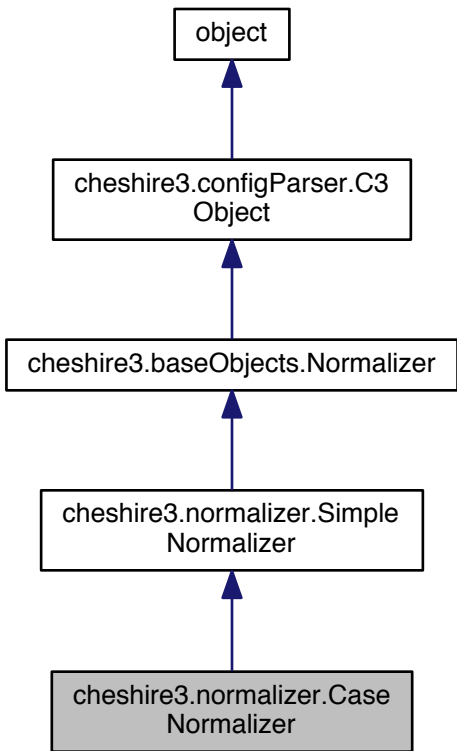 object
cheshire3.configParser.C3
Object
cheshire3.baseObjects.Normalizer
cheshire3.normalizer.Simple
Normalizer
cheshire3.normalizer.Case
Normalizer